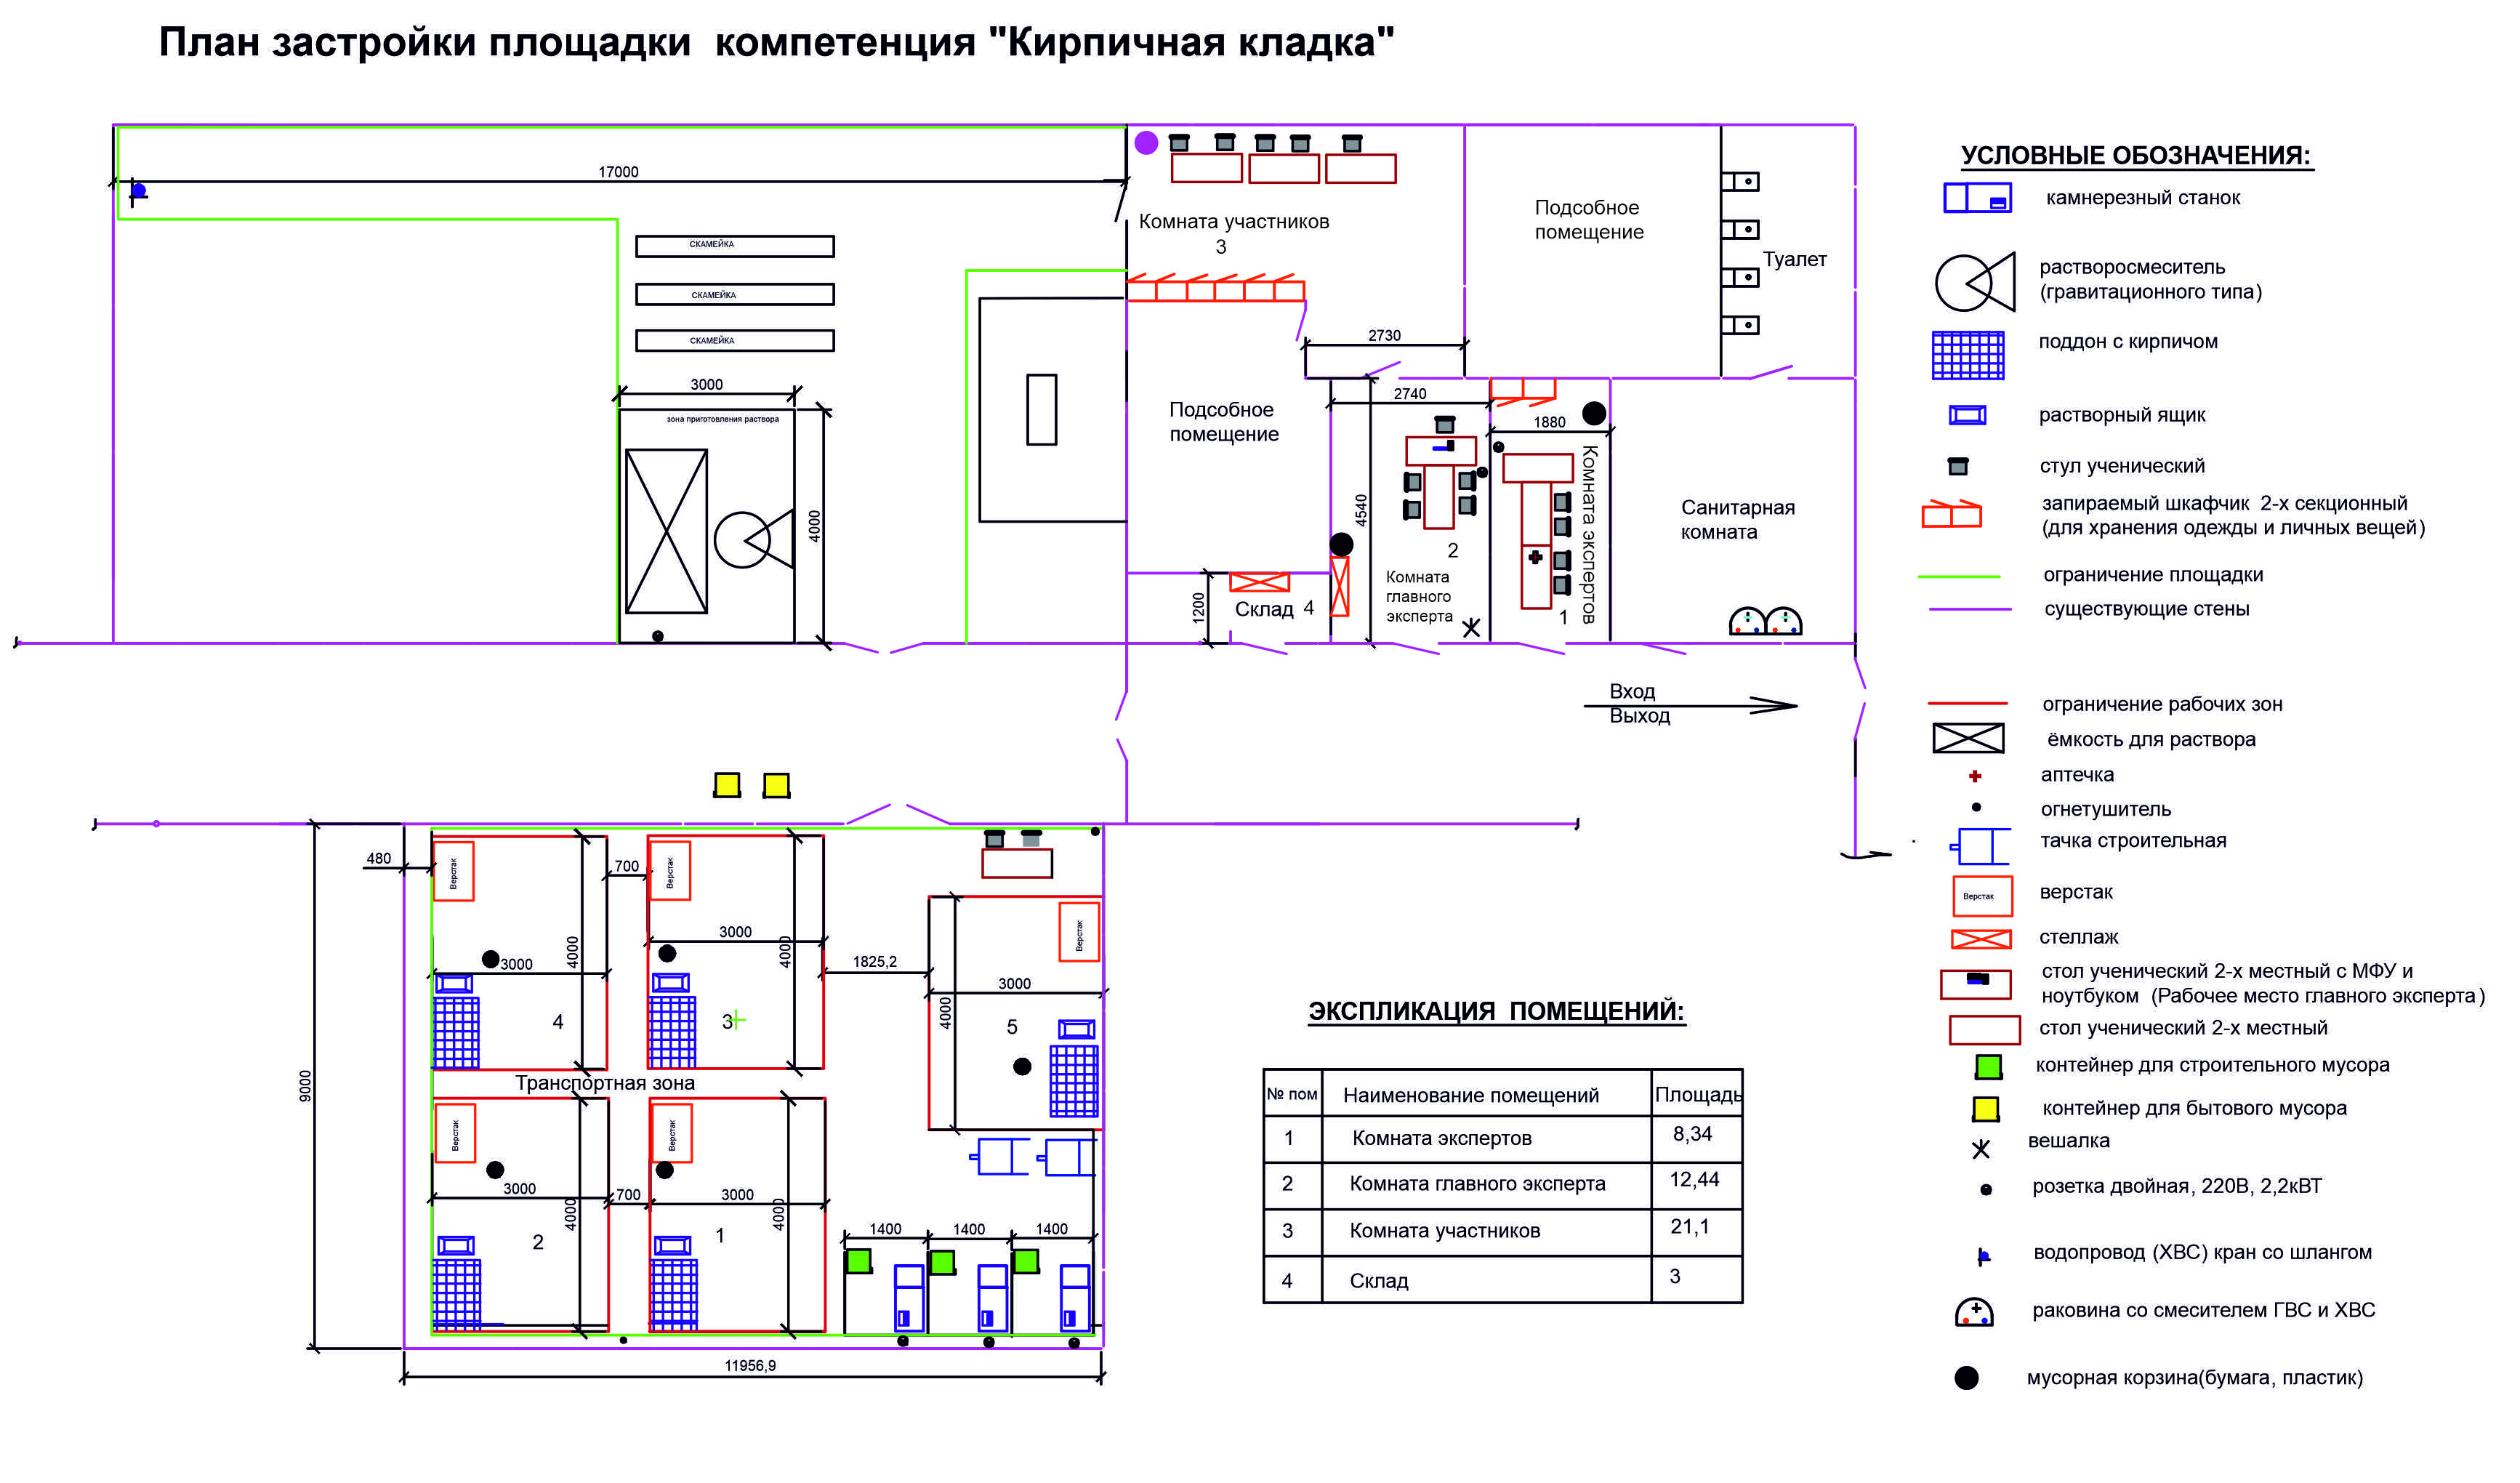 План застройки площадки компетенция "Кирпичная кладка"
17000
СКАМЕЙКА
СКАМЕЙКА
СКАМЕЙКА
3000
зона приготовления раствора
4000
Комната участников
3
Подсобное
помещение
Туалет
2730
Подсобное
помещение
2740
1880
4540
Комната экспертов
1
2
Комната
главного
эксперта
Санитарная
комната
1200
Склад 4
Вход
Выход
480
700
Верстак
Верстак
4000
4000
3000
3000
1825,2
4
3
Верстак
3000
4000
5
9000
Транспортная зона
Верстак
Верстак
3000
700
3000
4000
4000
2
1
1400
1400
1400
11956,9
УСЛОВНЫЕ ОБОЗНАЧЕНИЯ:
камнерезный станок
растворосмеситель
(гравитационного типа)
поддон с кирпичом
растворный ящик
стул ученический
запираемый шкафчик 2-х секционный
(для хранения одежды и личных вещей)
ограничение площадки
существующие стены
ограничение рабочих зон
ёмкость для раствора
аптечка
огнетушитель
тачка строительная
Верстак
верстак
стеллаж
стол ученический 2-х местный с МФУ и
ноутбуком (Рабочее место главного эксперта)
стол ученический 2-х местный
контейнер для строительного мусора
контейнер для бытового мусора
вешалка
розетка двойная, 220В, 2,2кВТ
водопровод (ХВС) кран со шлангом
раковина со смесителем ГВС и ХВС
мусорная корзина(бумага, пластик)
ЭКСПЛИКАЦИЯ ПОМЕЩЕНИЙ:
№ пом Наименование помещений Площадь
1 Комната экспертов 8,34
2 Комната главного эксперта 12,44
3 Комната участников 21,1
4 Склад 3